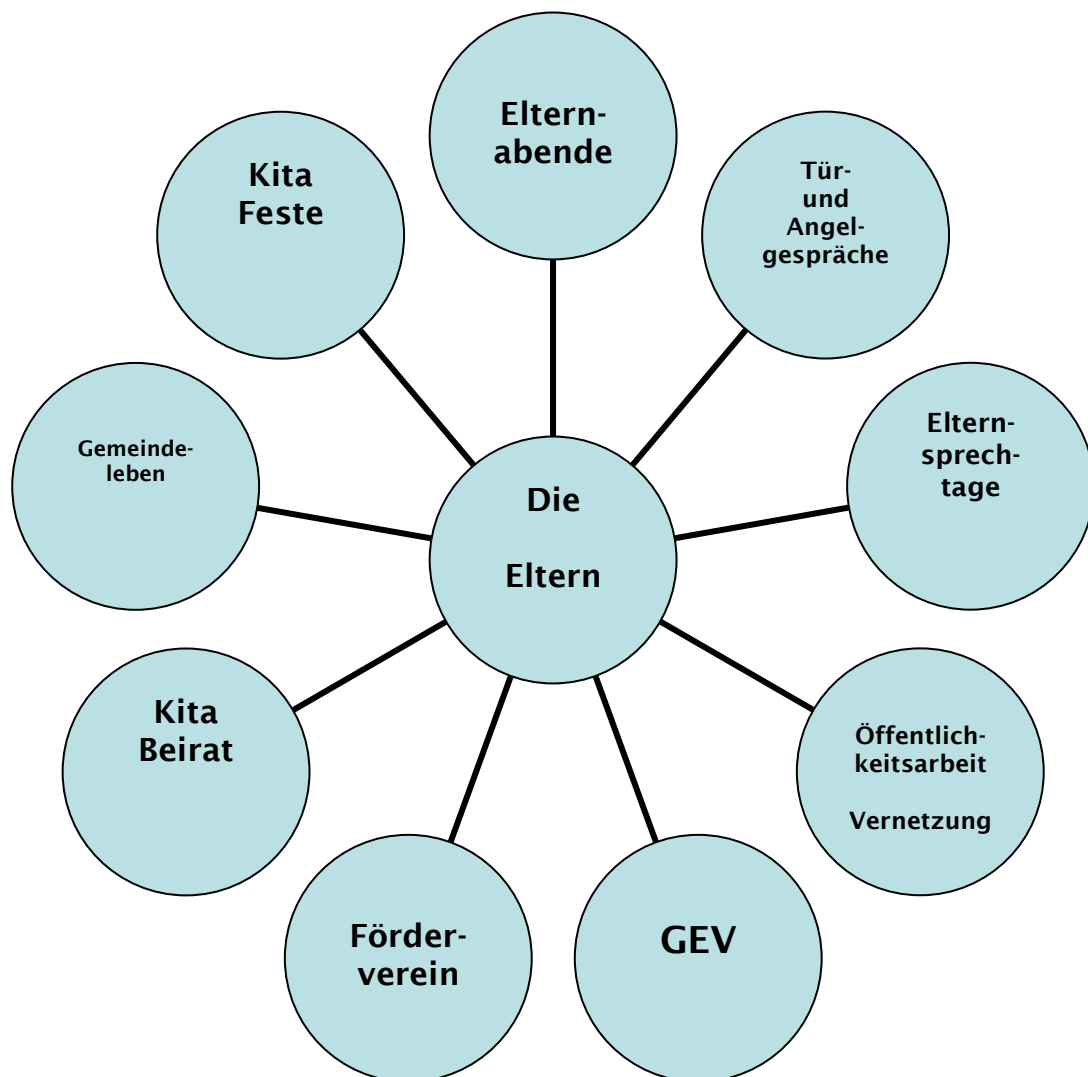 Eltern-
abende
Tür-
und
Angel-
gespräche
Eltern-
sprech-
tage
Öffentlich-
keitsarbeit
Vernetzung
GEV
Förder-
verein
Kita
Beirat
Gemeinde-
leben
Kita
Feste
Die
Eltern